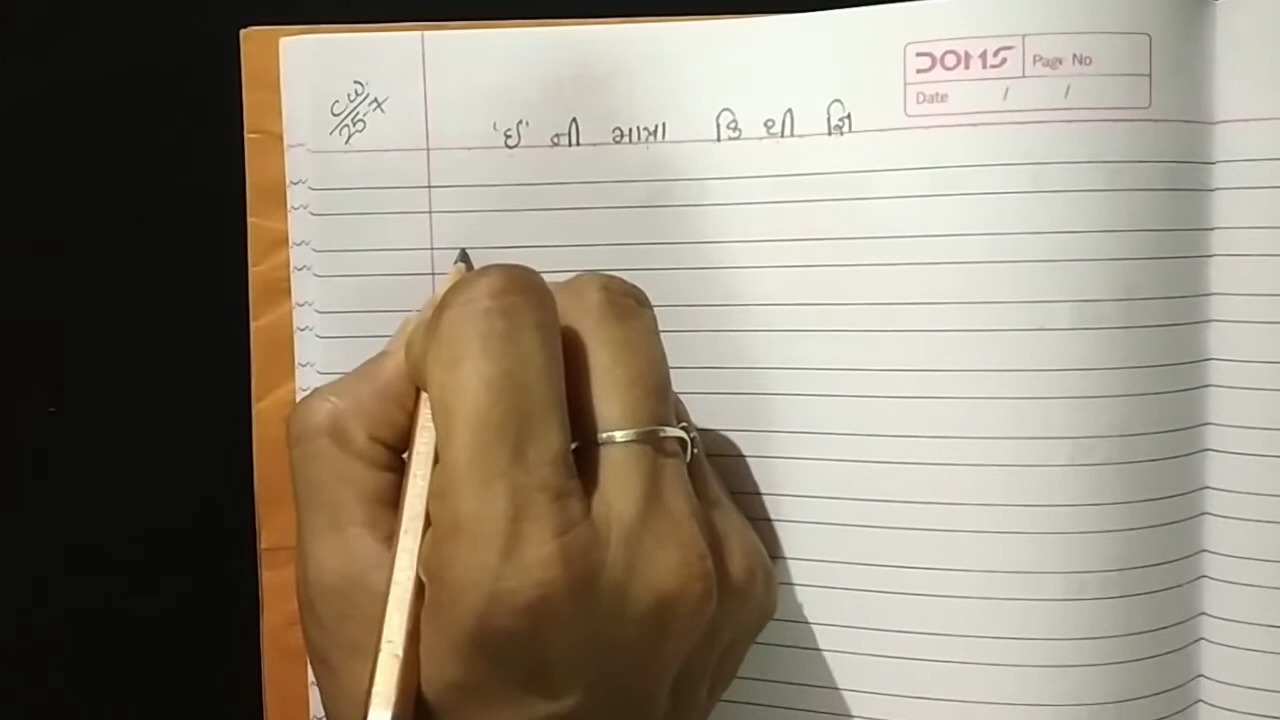 C.W.
25-7
'ઈ' ની માત્રા કિ થી જ્ઞિ
DOMS
Page No
Date / /